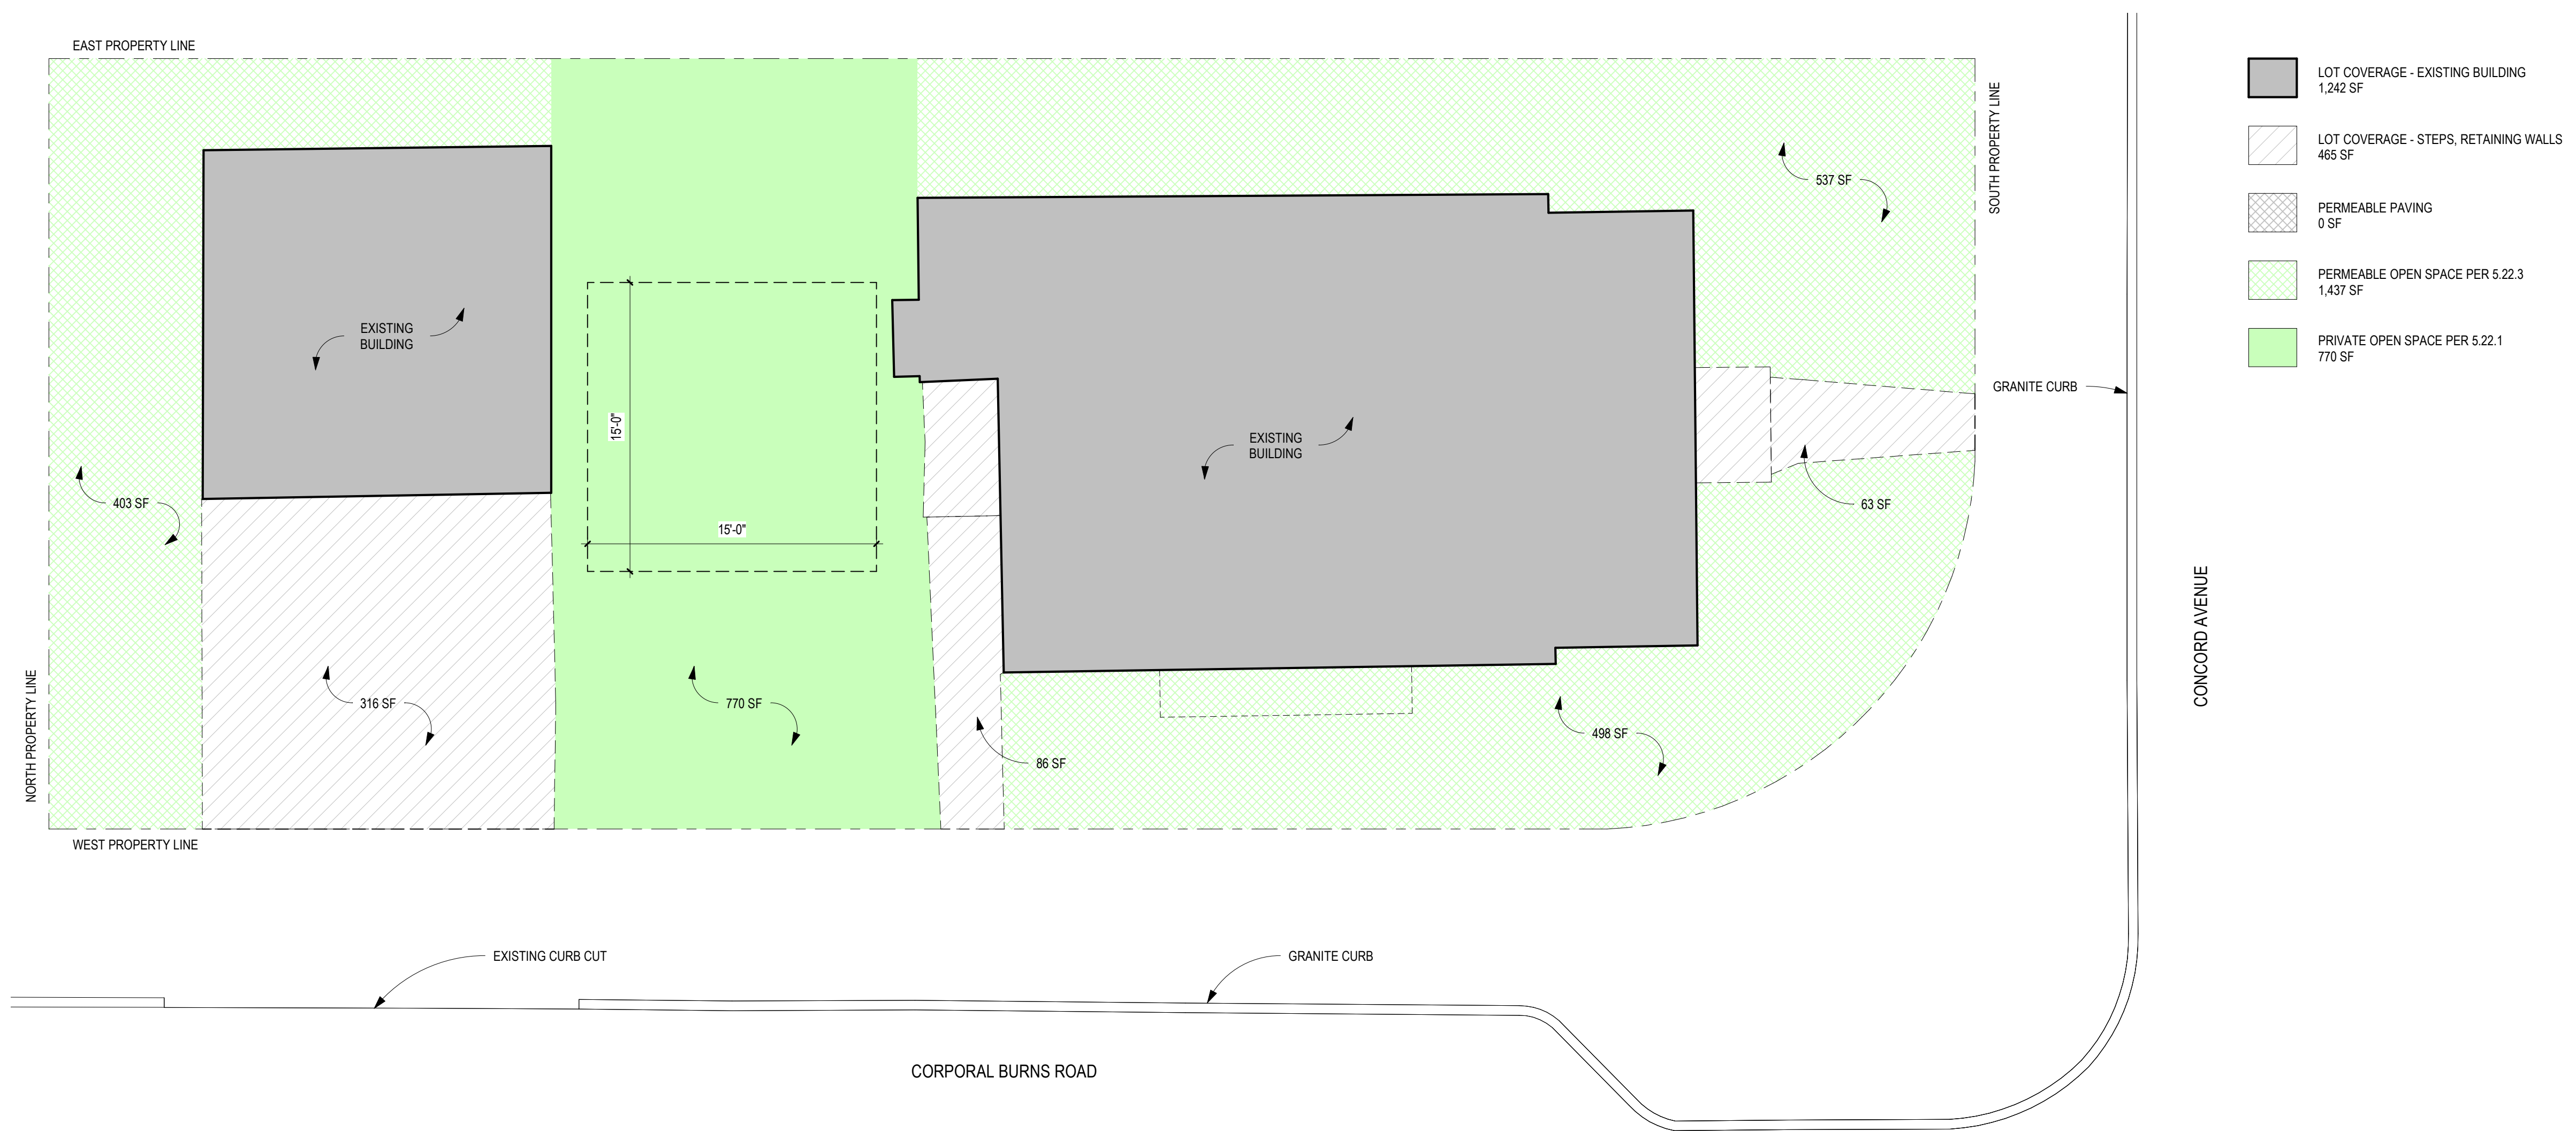 EAST PROPERTY LINE
SOUTH PROPERTY LINE
NORTH PROPERTY LINE
WEST PROPERTY LINE
EXISTING
BUILDING
EXISTING
BUILDING
15'-0"
15'-0"
403 SF
316 SF
770 SF
86 SF
537 SF
63 SF
498 SF
GRANITE CURB
EXISTING CURB CUT
GRANITE CURB
CORPORAL BURNS ROAD
CONCORD AVENUE
LOT COVERAGE - EXISTING BUILDING
1,242 SF
LOT COVERAGE - STEPS, RETAINING WALLS
465 SF
PERMEABLE PAVING
0 SF
PERMEABLE OPEN SPACE PER 5.22.3
1,437 SF
PRIVATE OPEN SPACE PER 5.22.1
770 SF